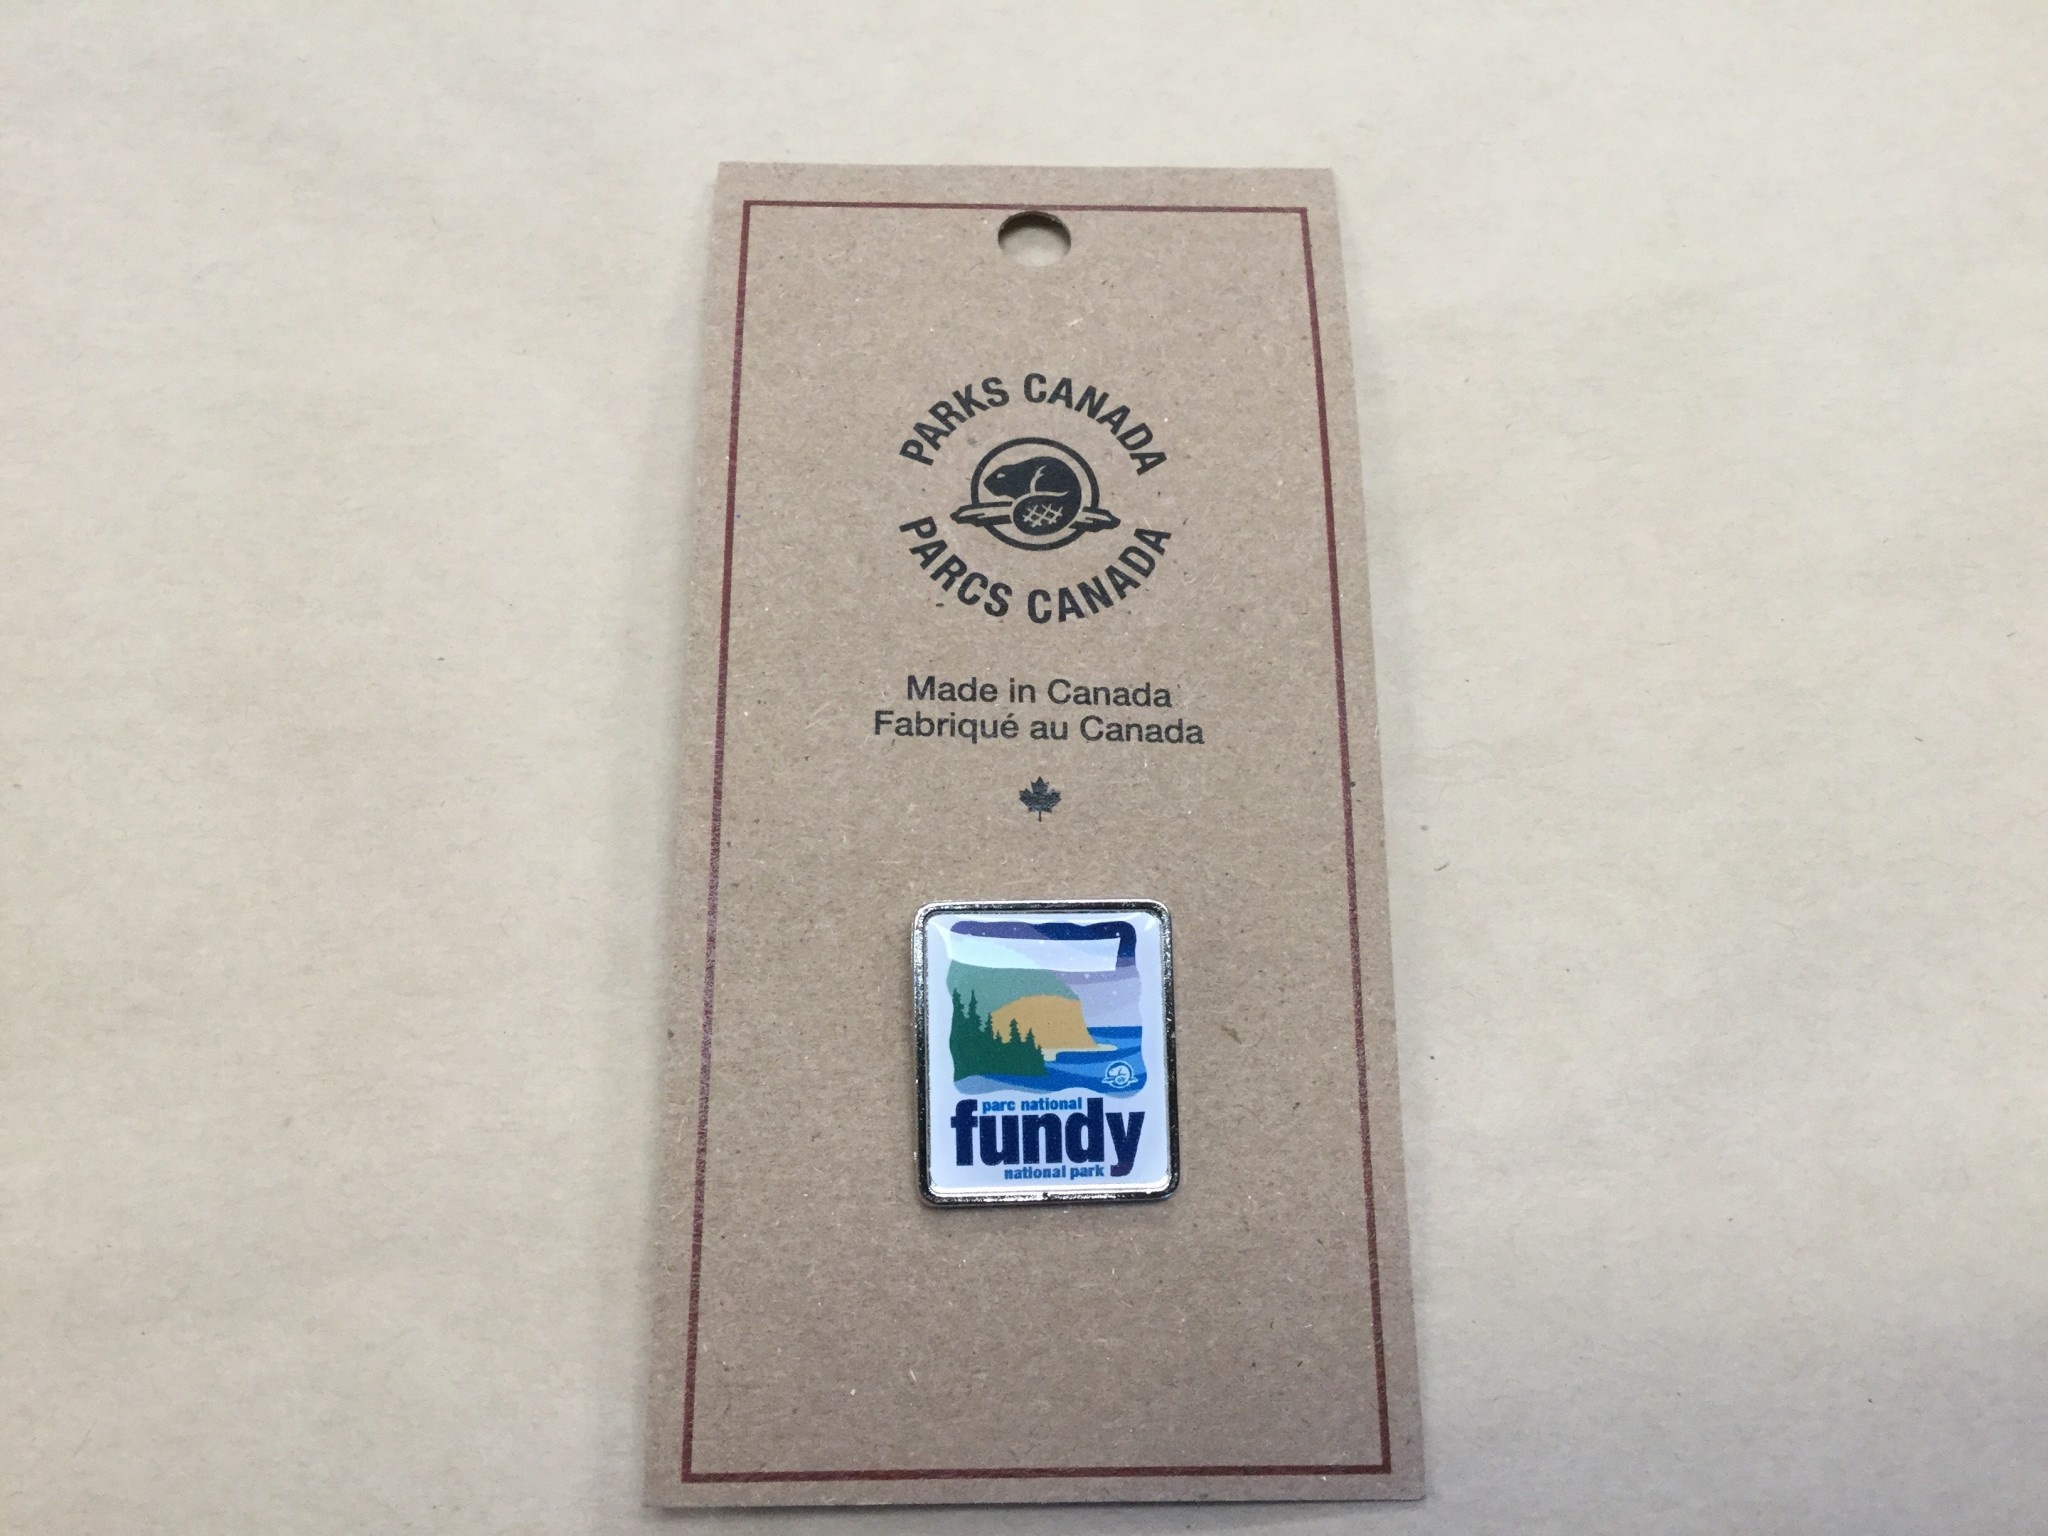 PARKS CANADA
PARCS CANADA
Made in Canada
Fabriqué au Canada
parc national
fundy
national park